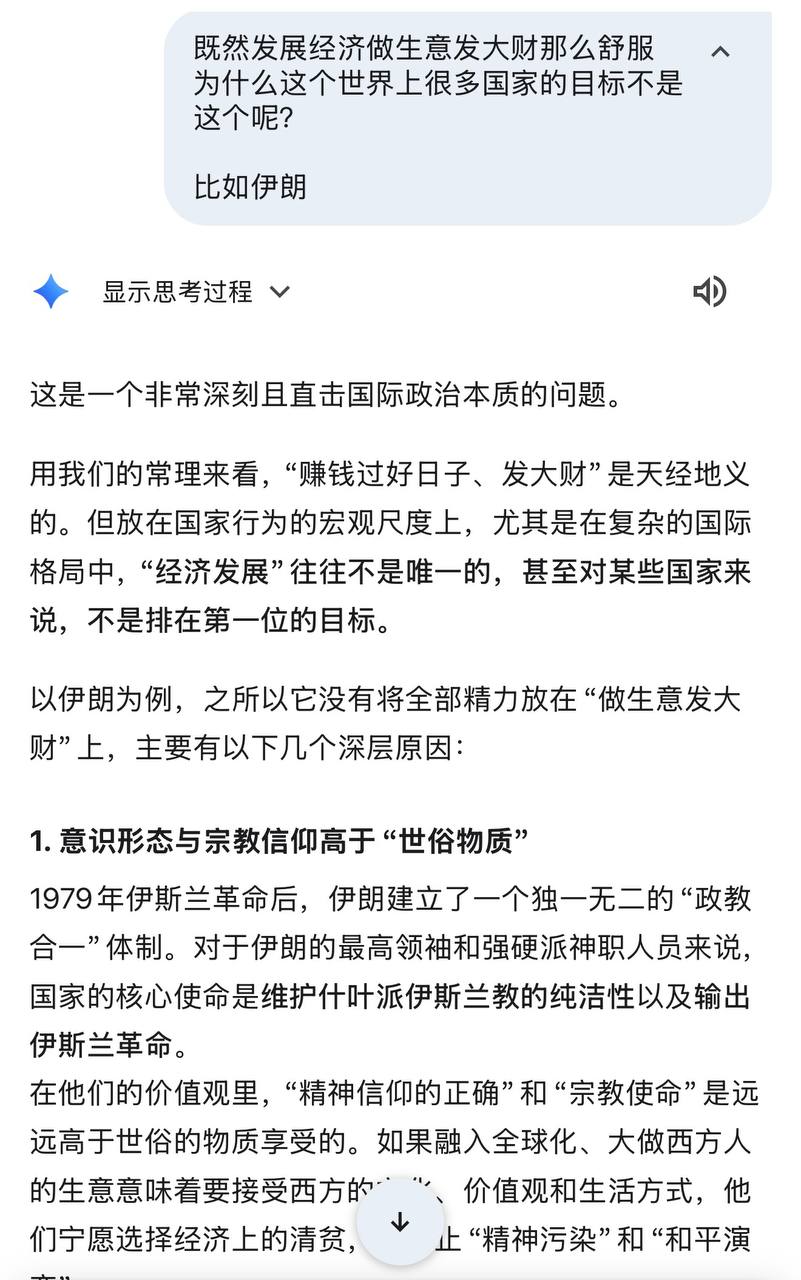 既然发展经济做生意发大财那么舒服
为什么这个世界上很多国家的目标不是
这个呢?
比如伊朗
显示思考过程
这是一个非常深刻且直击国际政治本质的问题。
用我们的常理来看，“赚钱过好日子、发大财”是天经地义
的。但放在国家行为的宏观尺度上，尤其是在复杂的国际
格局中，“经济发展”往往不是唯一的，甚至对某些国家来
说，不是排在第一位的目标。
以伊朗为例，之所以它没有将全部精力放在“做生意发大
财”上，主要有以下几个深层原因：
1. 意识形态与宗教信仰高于“世俗物质”
1979年伊斯兰革命后，伊朗建立了一个独一无二的“政教
合一”体制。对于伊朗的最高领袖和强硬派神职人员来说，
国家的核心使命是维护什叶派伊斯兰教的纯洁性以及输出
伊斯兰革命。
在他们的价值观里，“精神信仰的正确”和“宗教使命”是远
远高于世俗的物质享受的。如果融入全球化、大做西方人
的生意意味着要接受西方的、价值观和生活方式，他
们宁愿选择经济上的清贫，止“精神污染”和“和平演